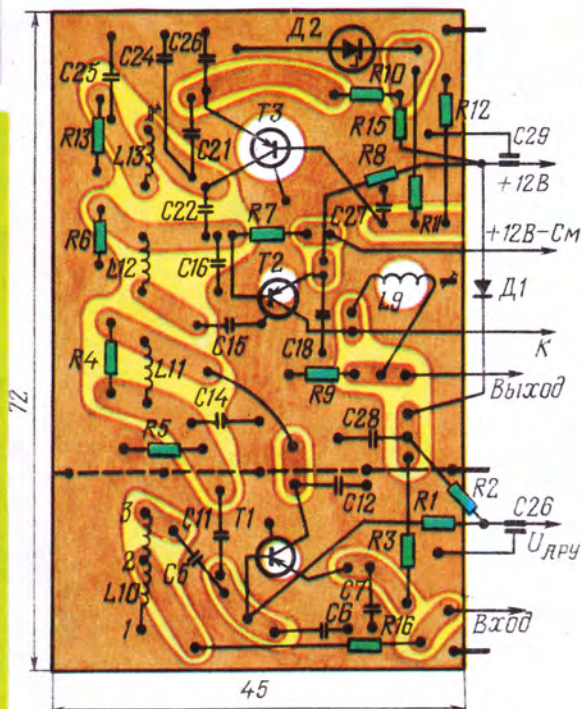 Д2
C24
C26
C25
R10
R12
T3
R15
R13
L13
C21
C29
R8
+12В
C22
C27
R11
R7
+12В-См
R6
L12
C16
T2
L9
Д1
C15
C18
К
R4
L11
R9
Выход
72
C14
C28
R5
R2
C12
R1
C26
3
C11
T1
R3
Uару
2
C6
C7
L10
Вход
1
C6
R16
45